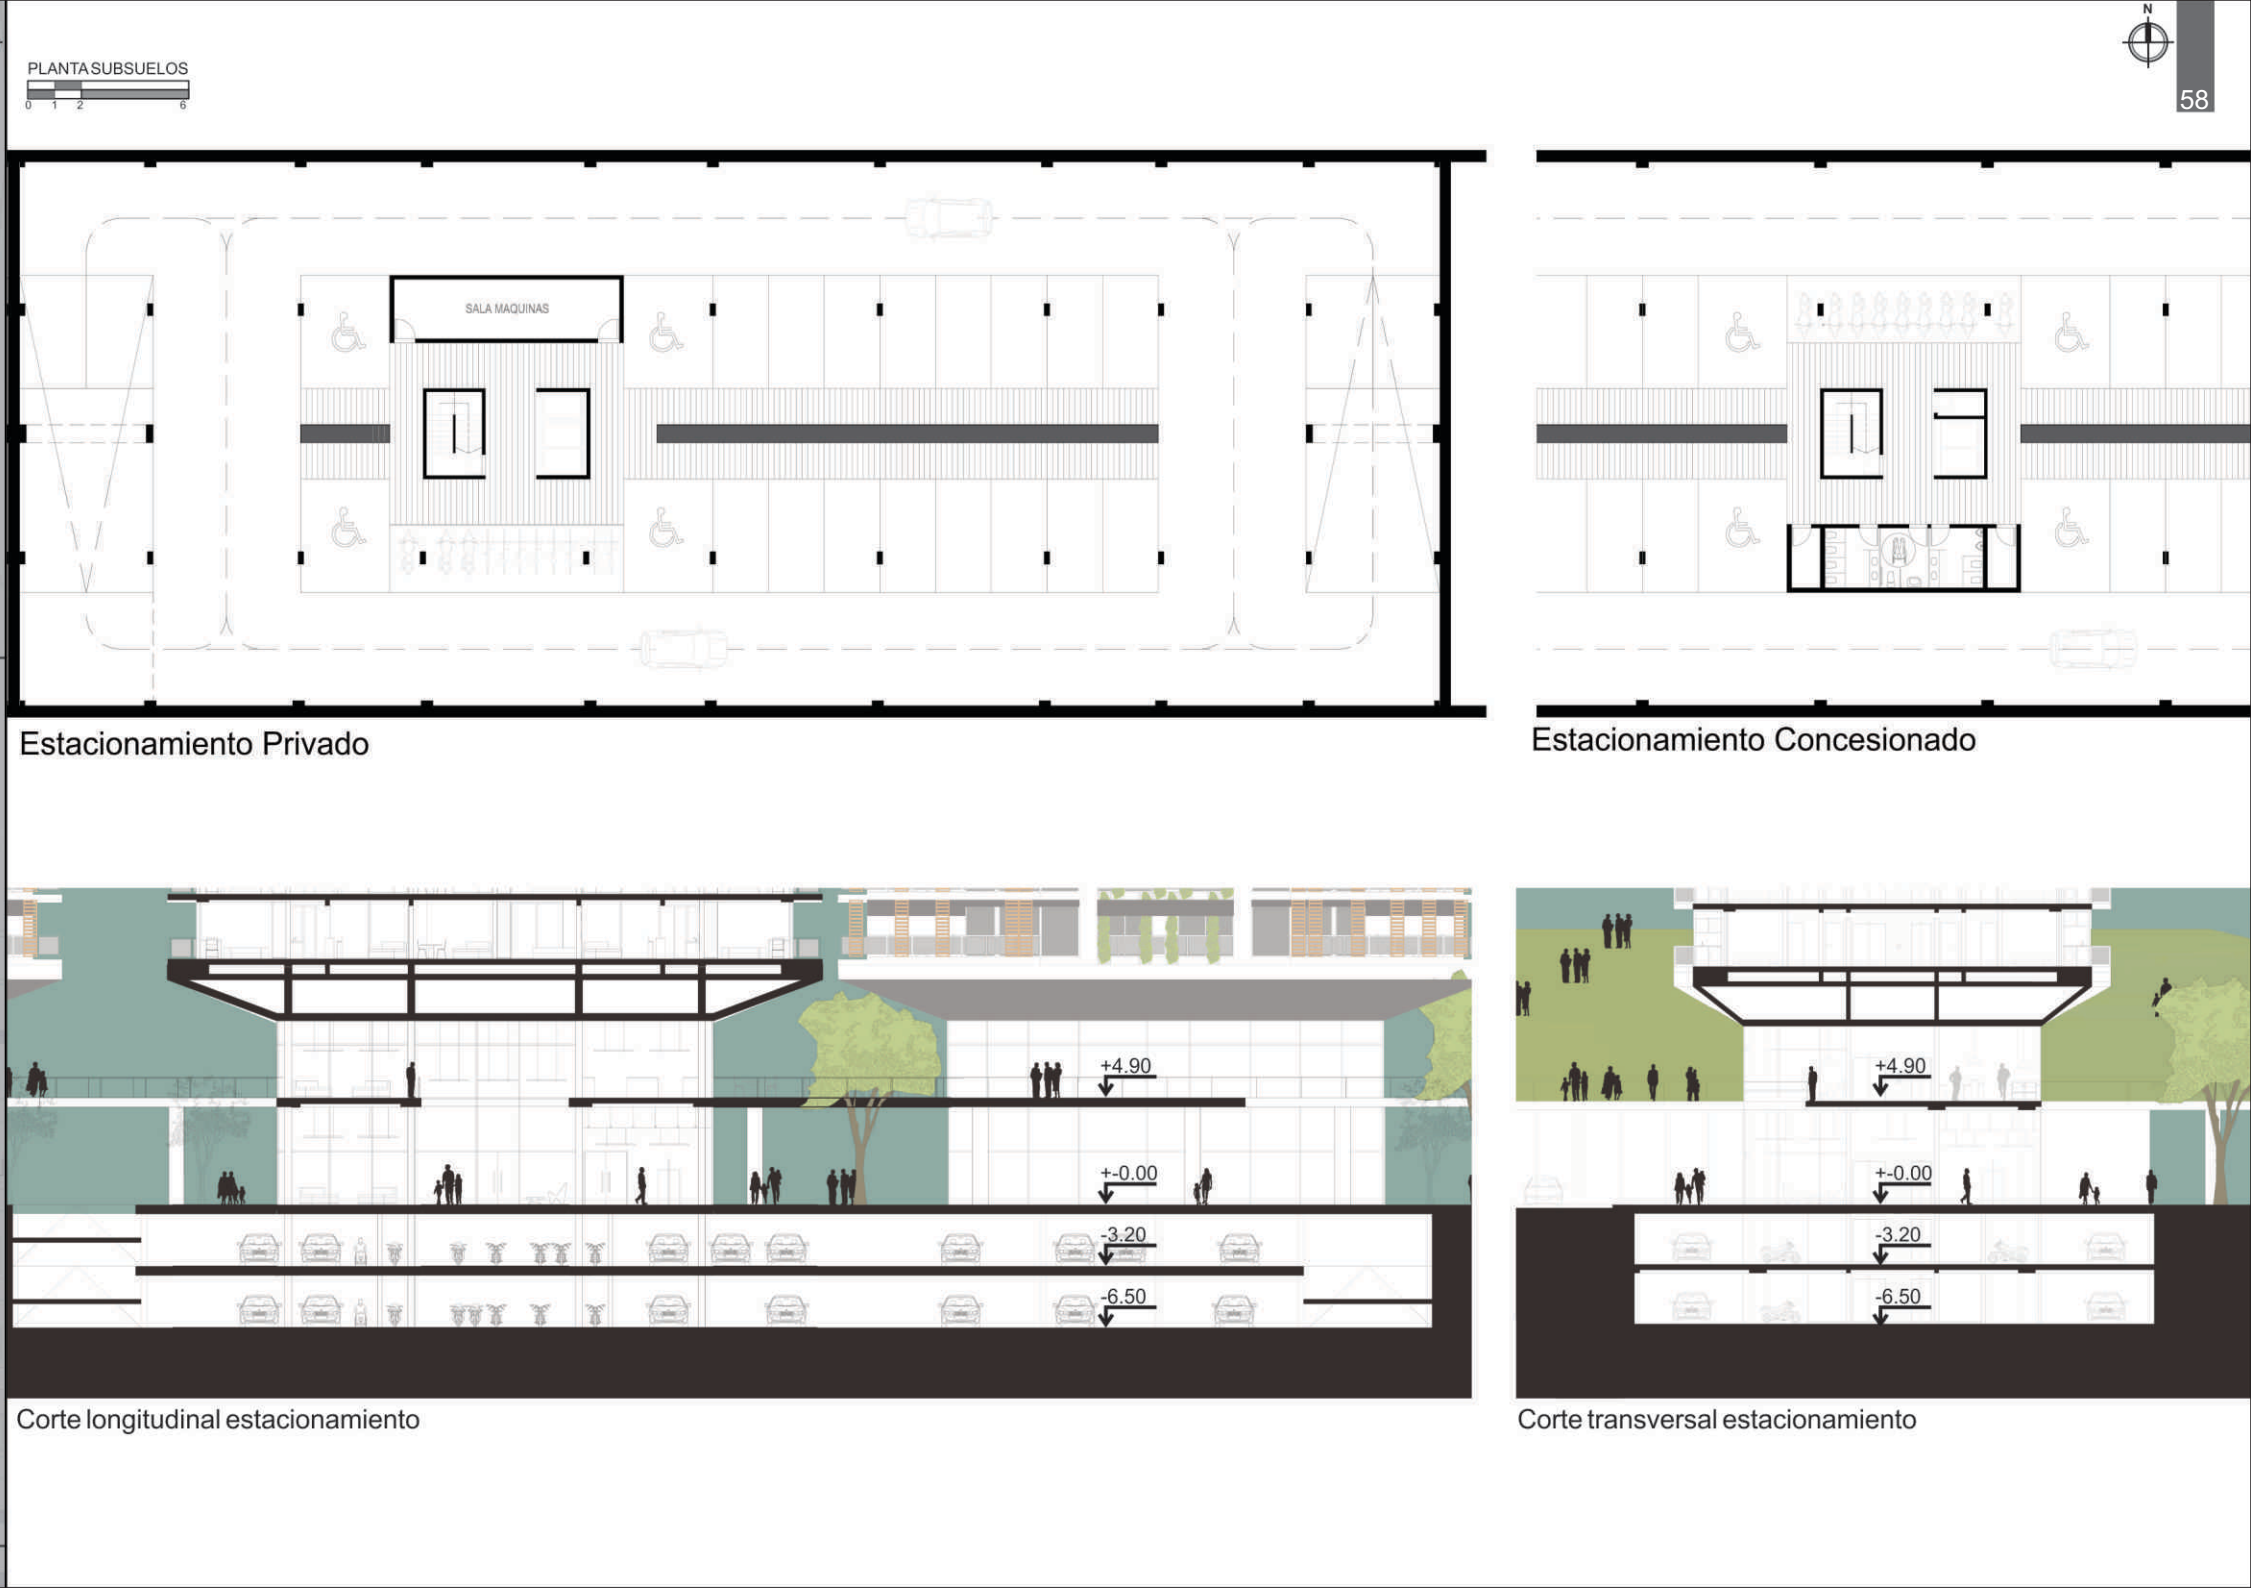 N
58
PLANTA SUBSUELOS
0 1 2 6
SALA MAQUINAS
Estacionamiento Privado
Estacionamiento Concesionado
+4.90
+-0.00
-3.20
-6.50
+4.90
+-0.00
-3.20
-6.50
Corte longitudinal estacionamiento
Corte transversal estacionamiento